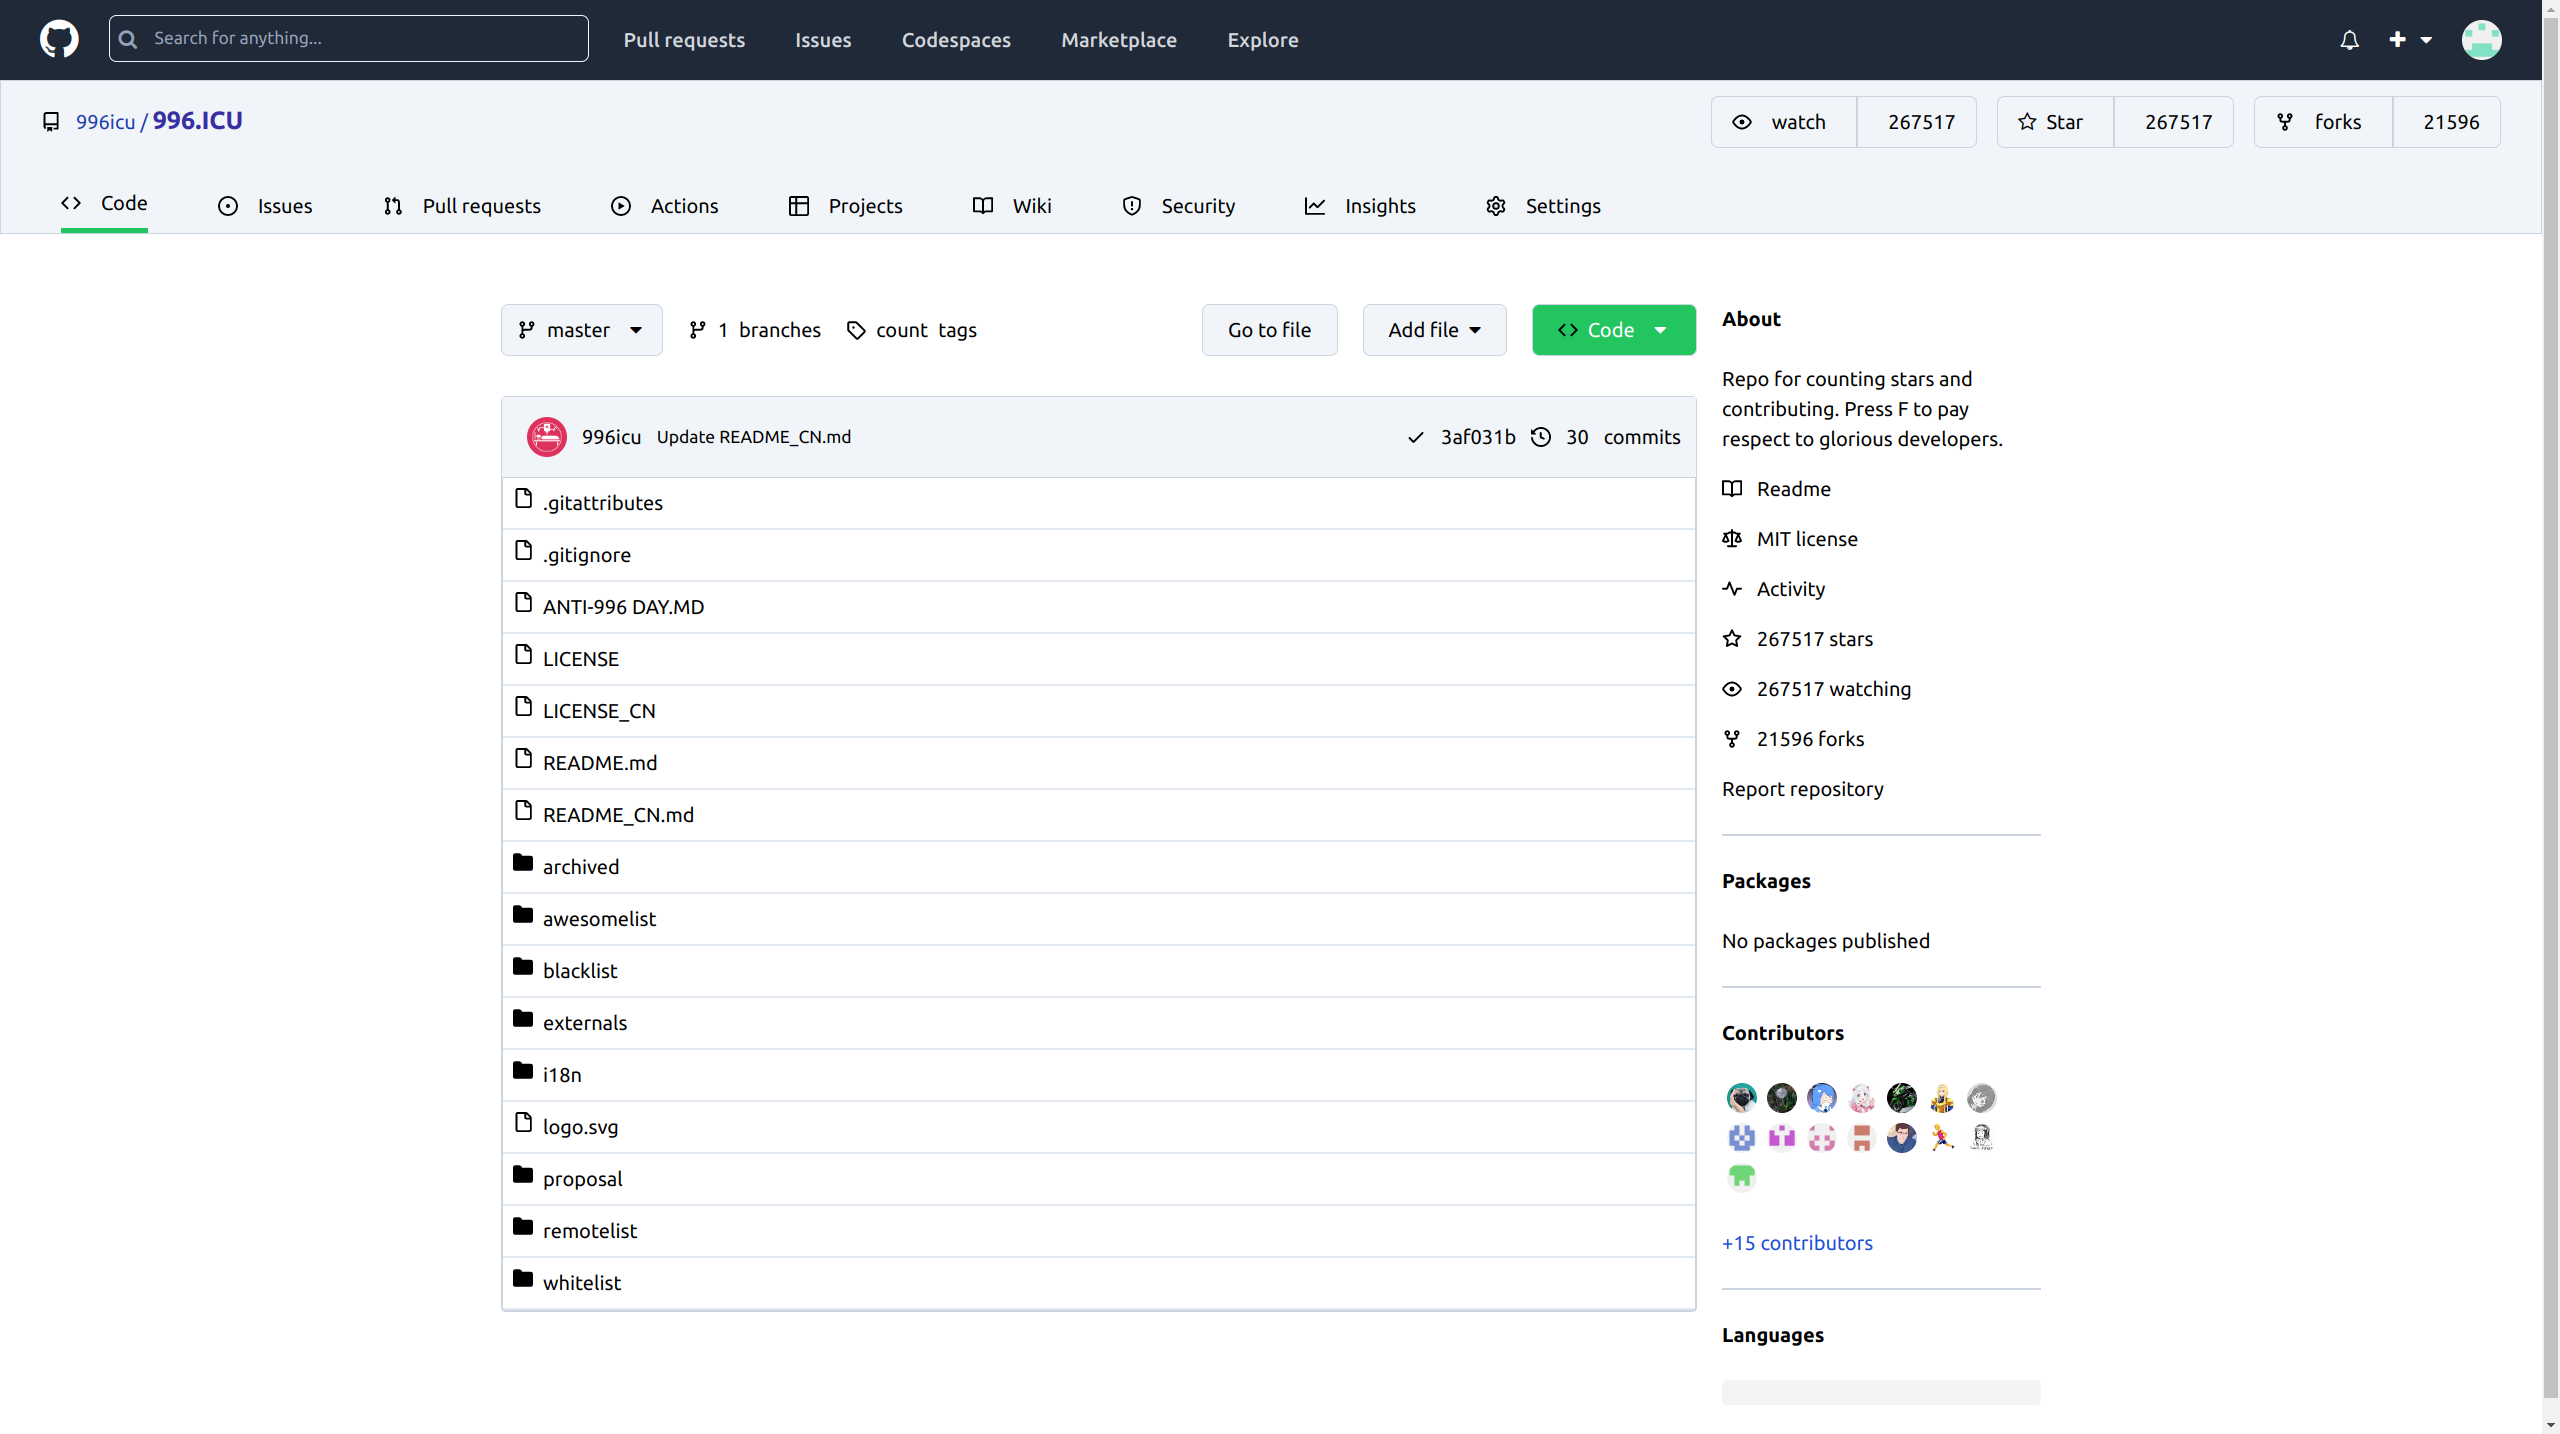 Search for anything...
Pull requests
Issues
Codespaces
Marketplace
Explore
996icu / 996.ICU
watch 267517
Star 267517
forks 21596
Code
Issues
Pull requests
Actions
Projects
Wiki
Security
Insights
Settings
master
1 branches
count tags
Go to file
Add file
Code
996icu Update README_CN.md
3af031b 30 commits
.gitattributes
.gitignore
ANTI-996 DAY.MD
LICENSE
LICENSE_CN
README.md
README_CN.md
archived
awesomelist
blacklist
externals
i18n
logo.svg
proposal
remotelist
whitelist
About
Repo for counting stars and
contributing. Press F to pay
respect to glorious developers.
Readme
MIT license
Activity
267517 stars
267517 watching
21596 forks
Report repository
Packages
No packages published
Contributors
+15 contributors
Languages